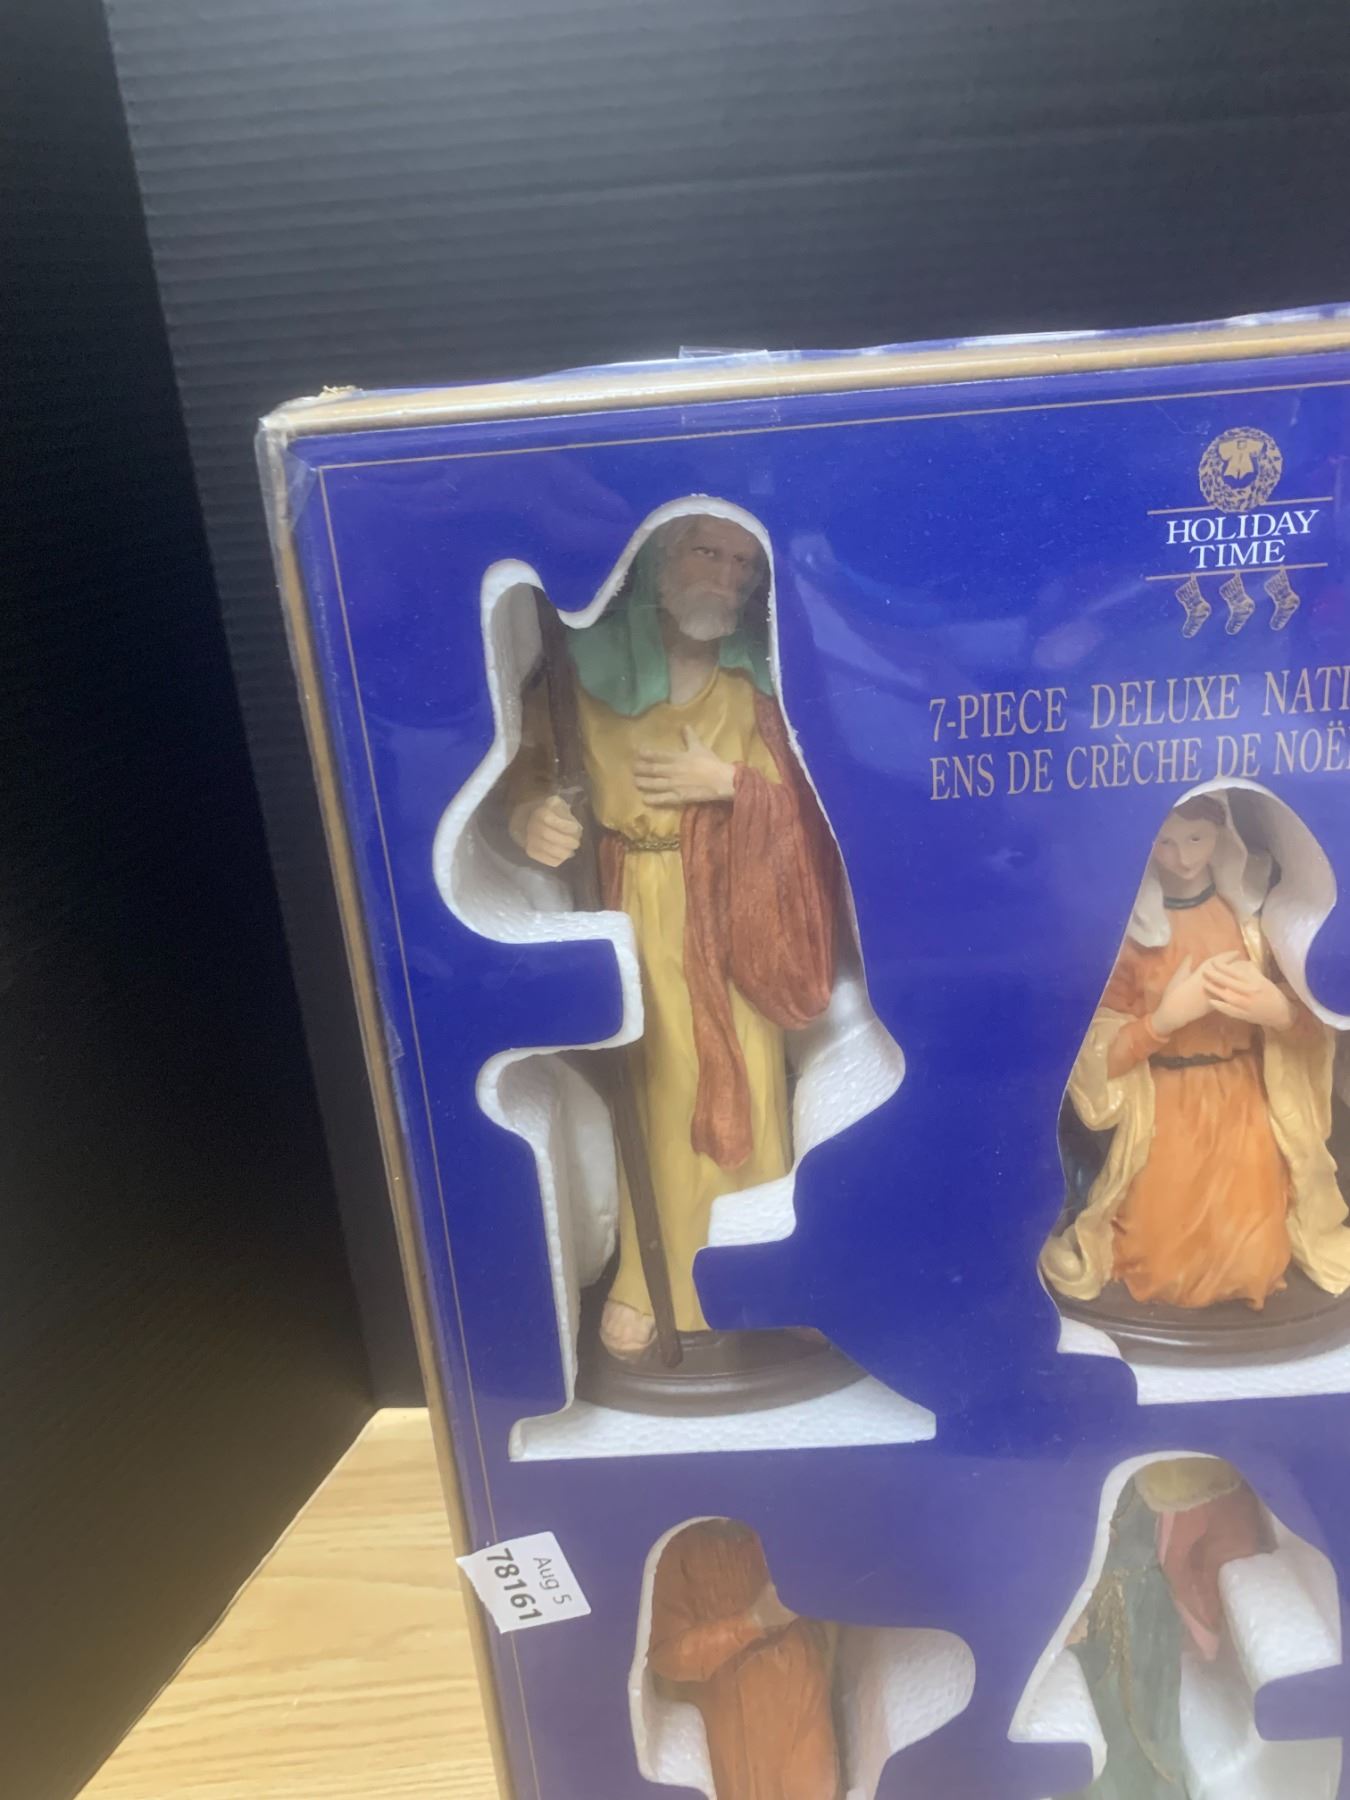 HOLIDAY
TIME
7-PIECE DELUXE NATI
ENS DE CRÈCHE DE NOË
Aug 5
78161